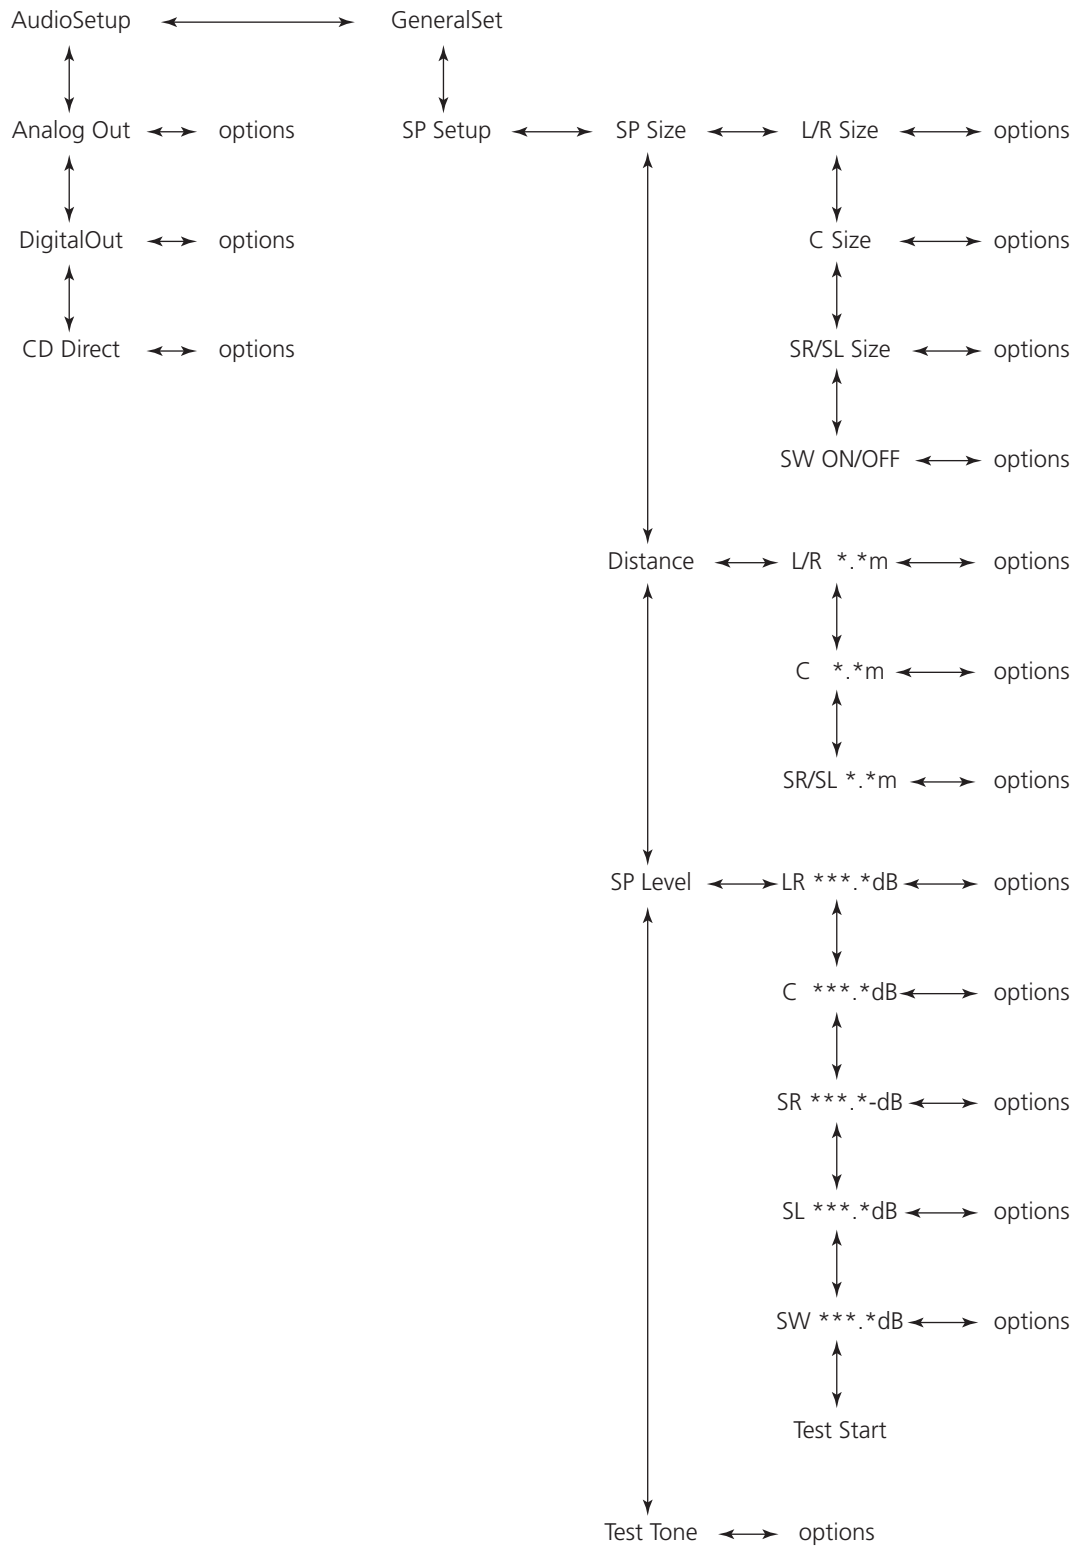 AudioSetup GeneralSet
Analog Out options SP Setup SP Size L/R Size options
DigitalOut options C Size options
CD Direct options SR/SL Size options
SW ON/OFF options
Distance L/R *.*m options
C *.*m options
SR/SL *.*m options
SP Level LR ***.*dB options
C ***.*dB options
SR ***.*-dB options
SL ***.*dB options
SW ***.*dB options
Test Start
Test Tone options